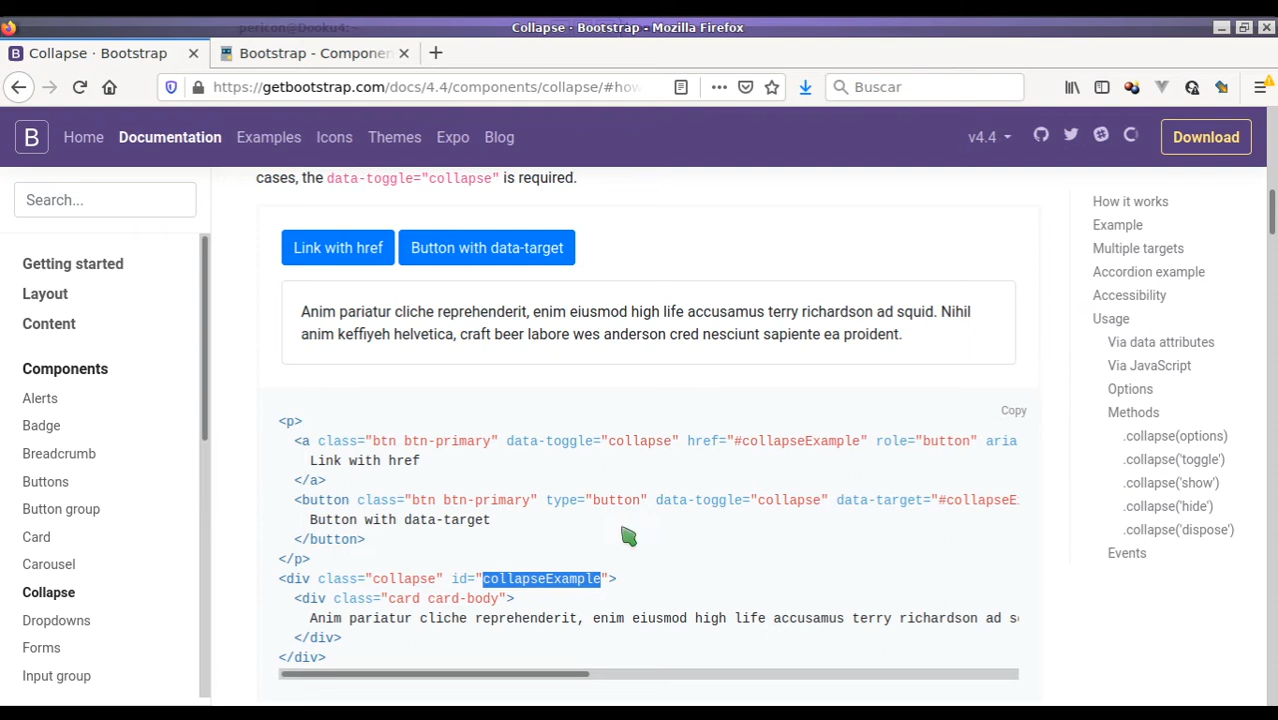 pericon@Dooku4: ~
Collapse · Bootstrap - Mozilla Firefox
Collapse · Bootstrap
Bootstrap - Componen
https://getbootstrap.com/docs/4.4/components/collapse/#how
Buscar
B
Home
Documentation
Examples
Icons
Themes
Expo
Blog
v4.4
Download
Search...
Getting started
Layout
Content
Components
Alerts
Badge
Breadcrumb
Buttons
Button group
Card
Carousel
Collapse
Dropdowns
Forms
Input group
cases, the data-toggle="collapse" is required.
Link with href
Button with data-target
Anim pariatur cliche reprehenderit, enim eiusmod high life accusamus terry richardson ad squid. Nihil
anim keffiyeh helvetica, craft beer labore wes anderson cred nesciunt sapiente ea proident.
Copy
<p>
<a class="btn btn-primary" data-toggle="collapse" href="#collapseExample" role="button" aria
Link with href
</a>
<button class="btn btn-primary" type="button" data-toggle="collapse" data-target="#collapseE
Button with data-target
</button>
</p>
<div class="collapse" id="collapseExample">
<div class="card card-body">
Anim pariatur cliche reprehenderit, enim eiusmod high life accusamus terry richardson ad s
</div>
</div>
How it works
Example
Multiple targets
Accordion example
Accessibility
Usage
Via data attributes
Via JavaScript
Options
Methods
.collapse(options)
.collapse('toggle')
.collapse('show')
.collapse('hide')
.collapse('dispose')
Events